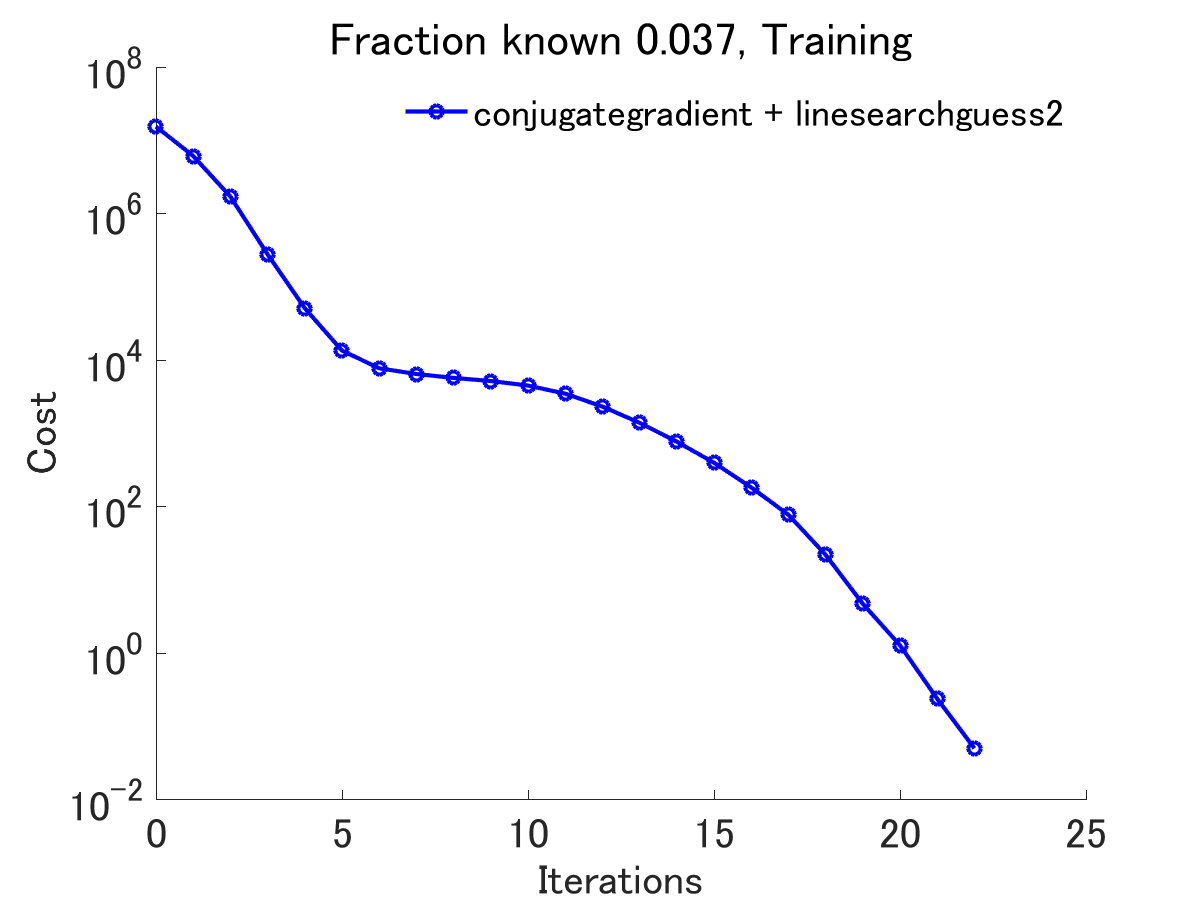 Fraction known 0.037, Training
conjugategradient + linesearchguess2
10^8
10^6
10^4
10^2
10^0
10^-2
Cost
0 5 10 15 20 25
Iterations